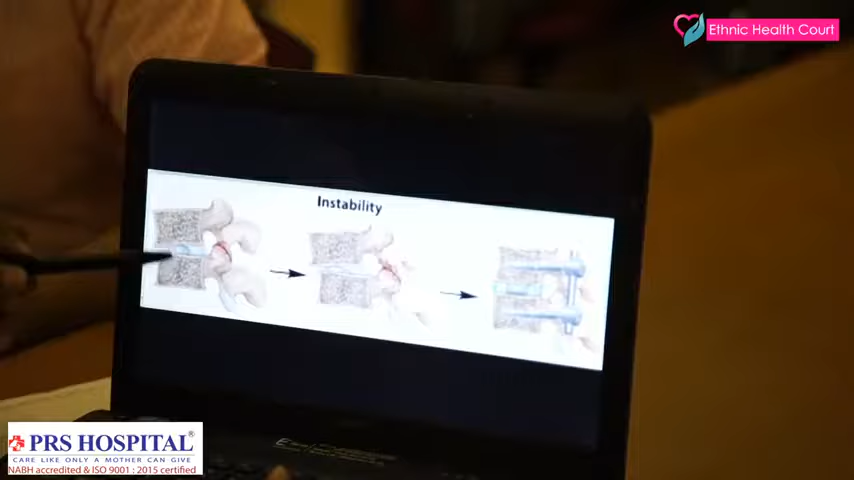 Ethnic Health Court
Instability
PRS HOSPITAL®
CARE LIKE ONLY A MOTHER CAN GIVE
NABH accredited & ISO 9001 : 2015 certified